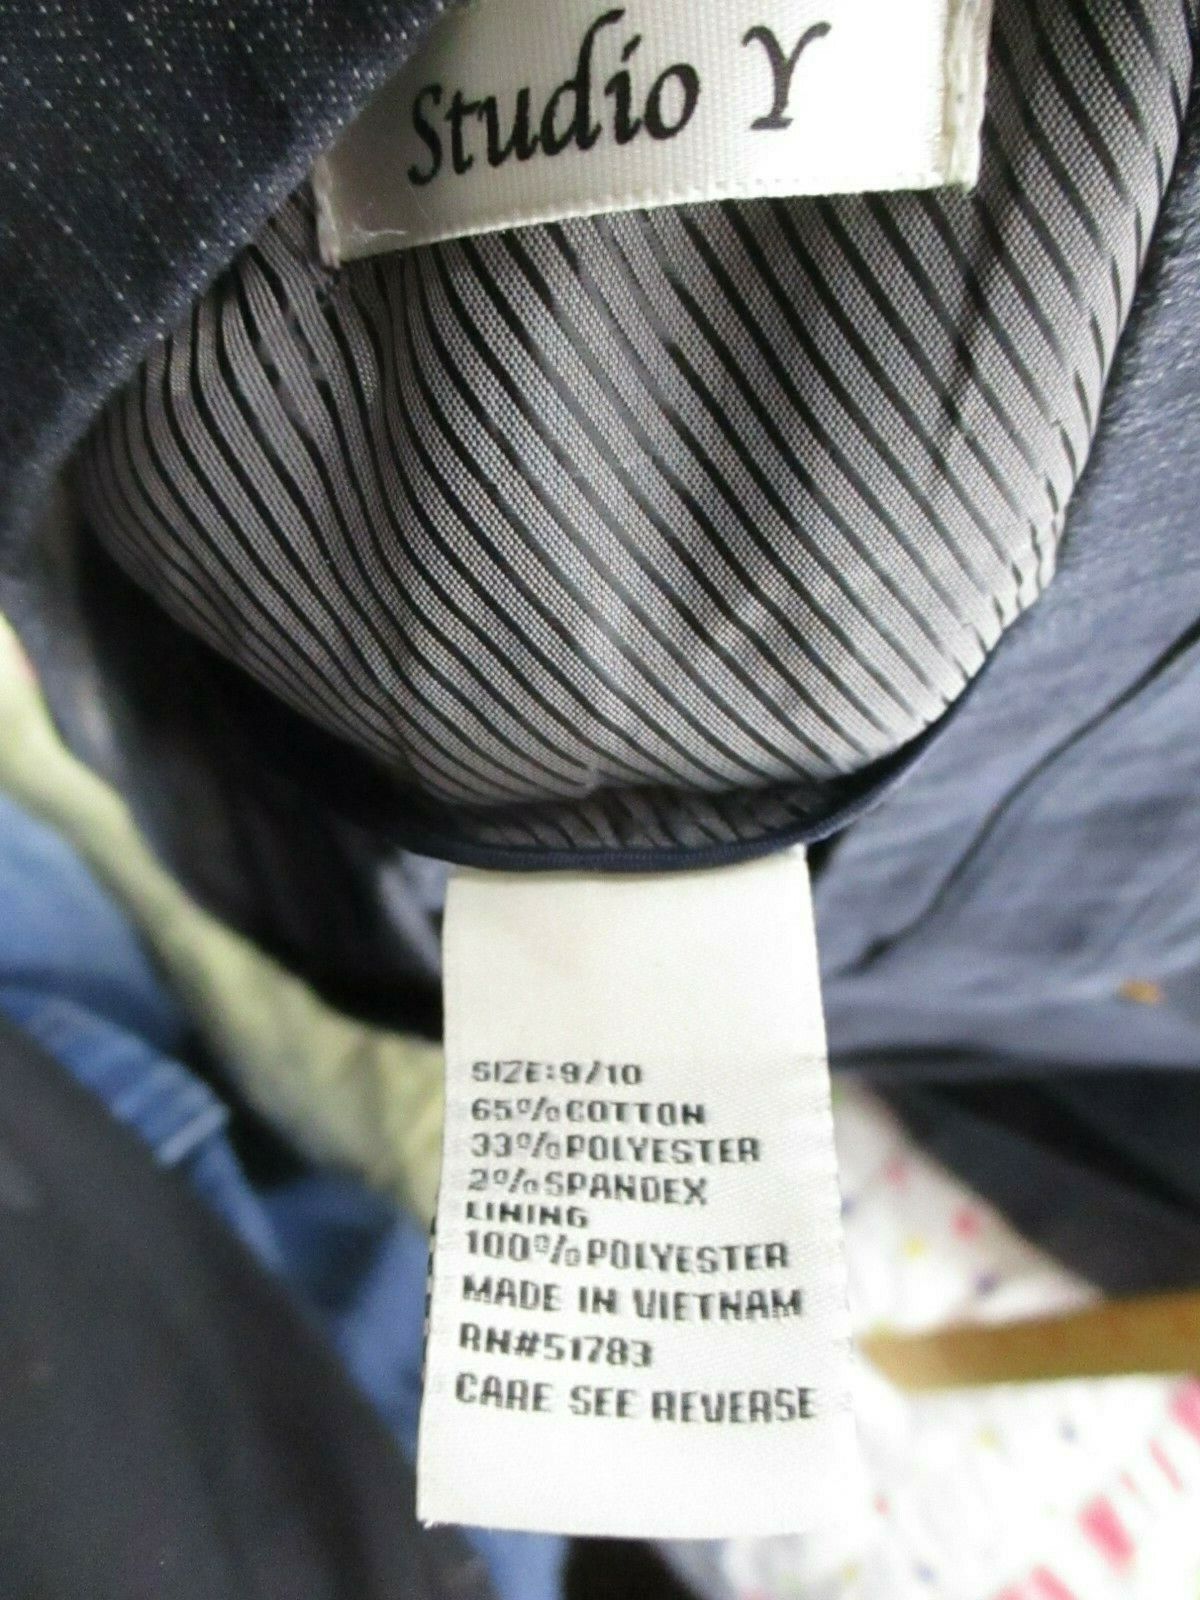 Studio Y
SIZE:9/10
65%COTTON
33%POLYESTER
2%SPANDEX
LINING
100%POLYESTER
MADE IN VIETNAM
RN#51783
CARE SEE REVERSE